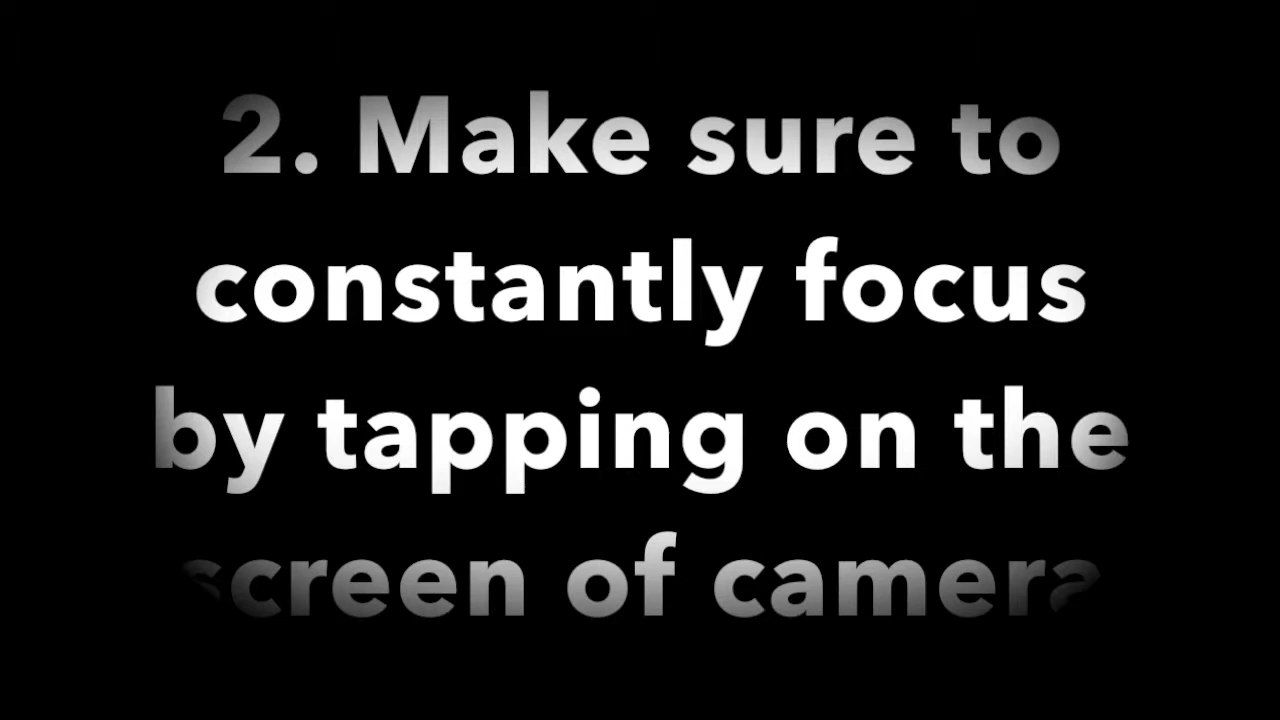 2. Make sure to
constantly focus
by tapping on the
screen of camera